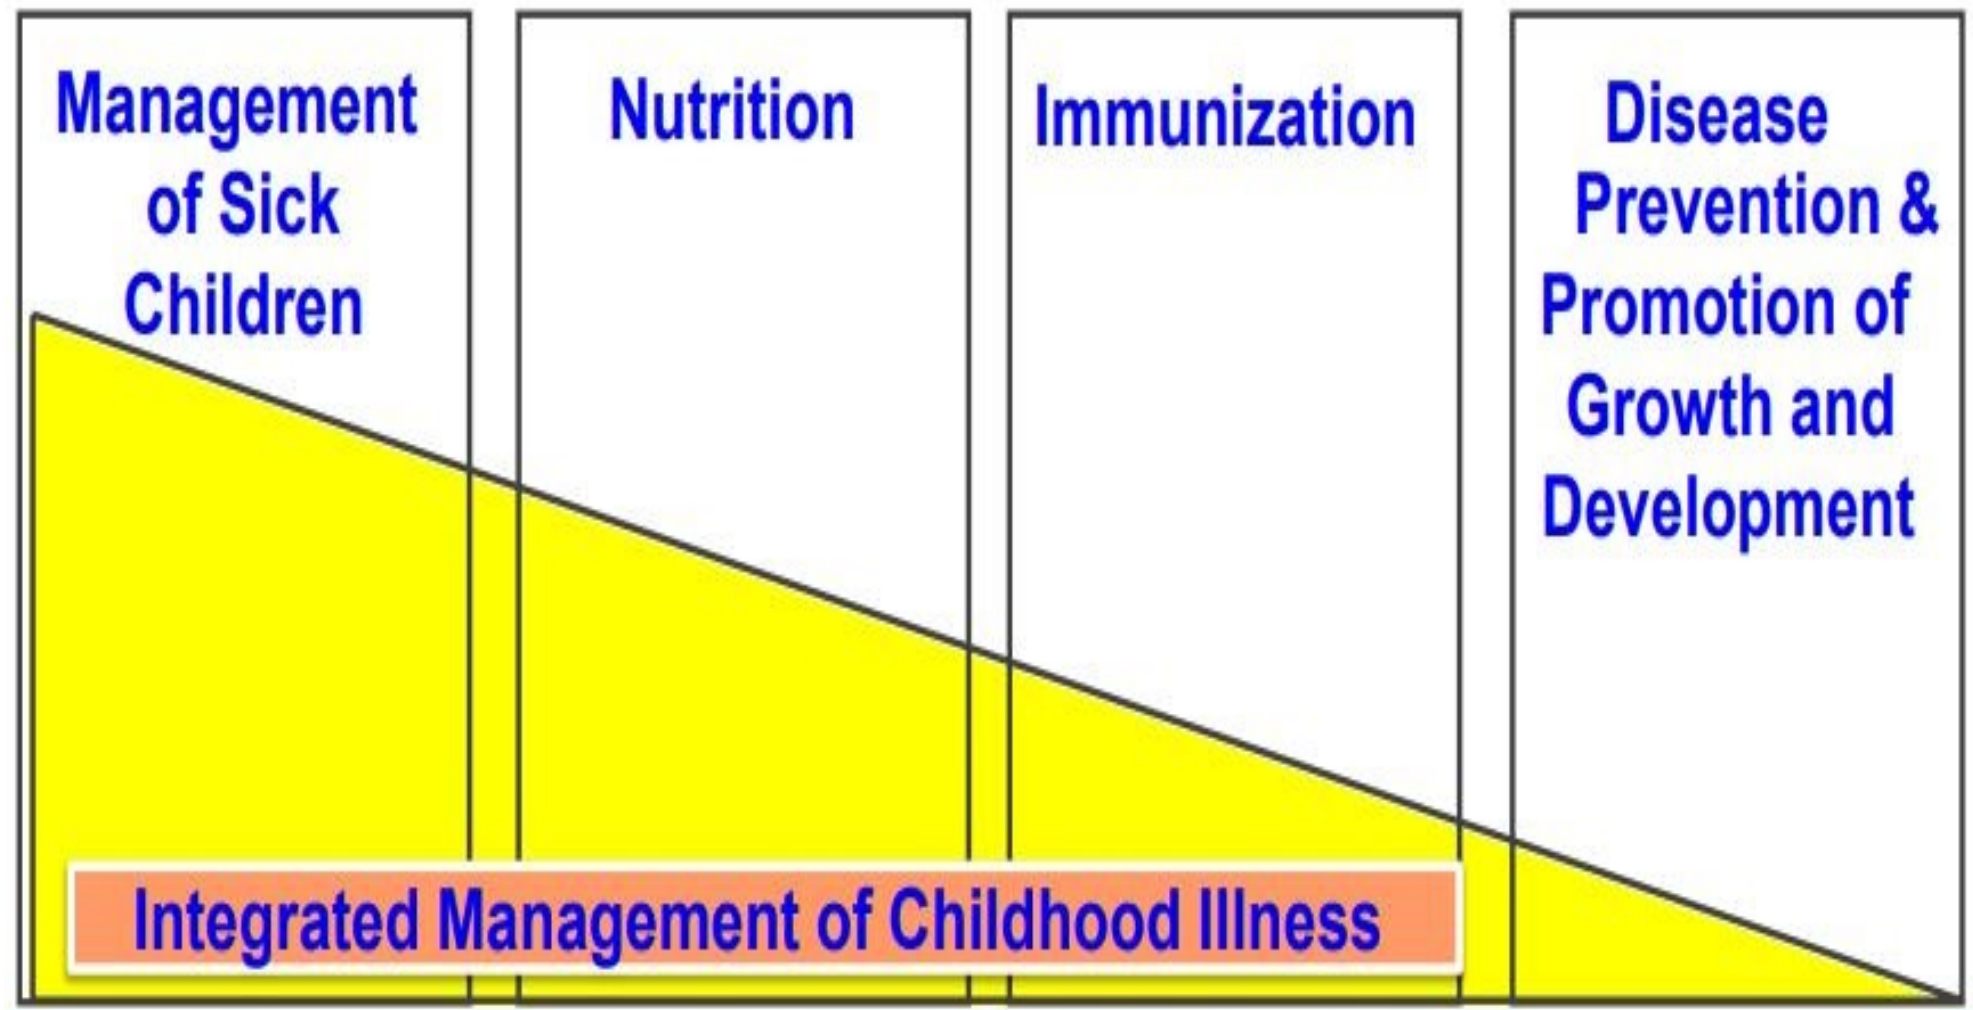 Management
of Sick
Children
Nutrition
Immunization
Disease
Prevention &
Promotion of
Growth and
Development
Integrated Management of Childhood Illness